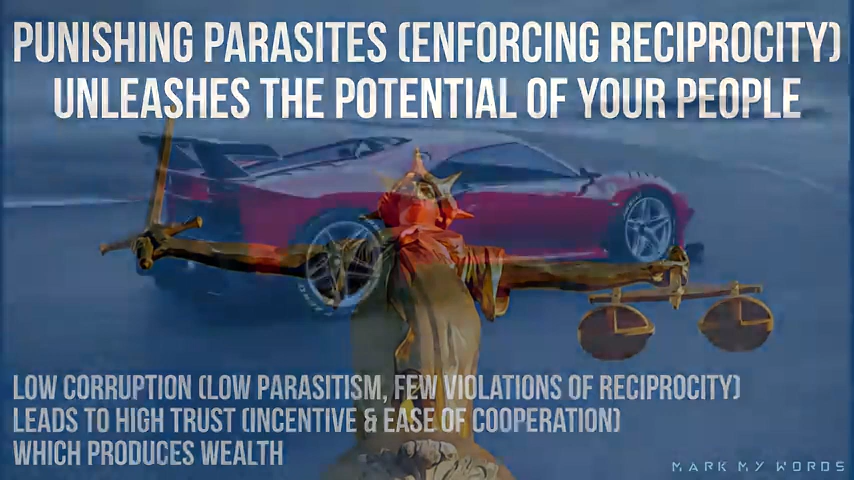 PUNISHING PARASITES (ENFORCING RECIPROCITY)
UNLEASHES THE POTENTIAL OF YOUR PEOPLE
LOW CORRUPTION (LOW PARASITISM, FEW VIOLATIONS OF RECIPROCITY)
LEADS TO HIGH TRUST (INCENTIVE & EASE OF COOPERATION)
WHICH PRODUCES WEALTH
MARK MY WORDS